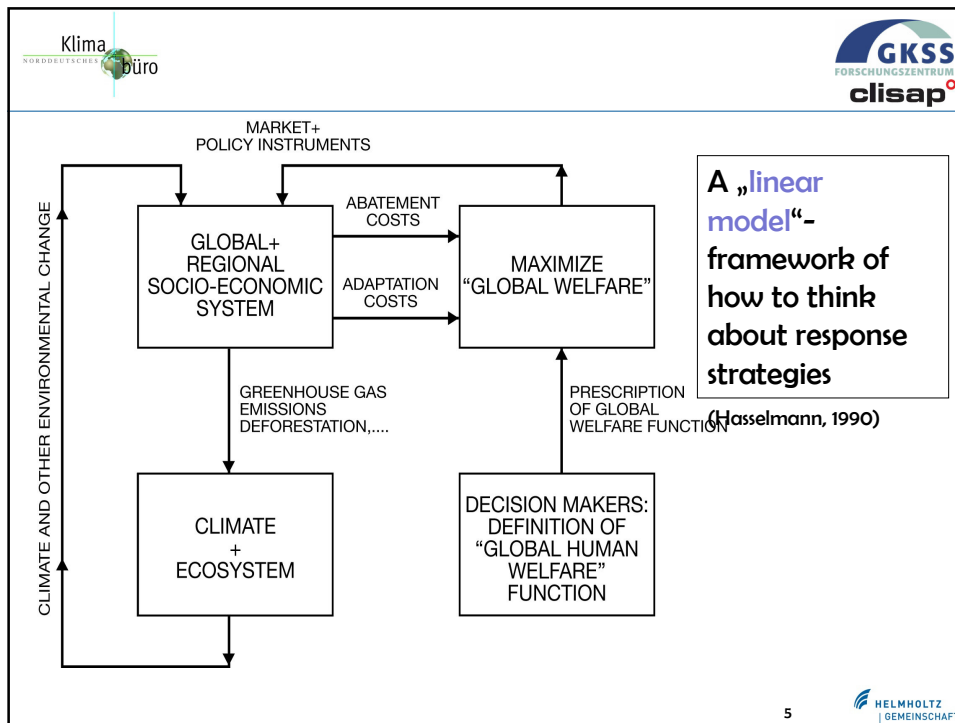 Klima
NORDDEUTSCHES
büro
GKSS
FORSCHUNGSZENTRUM
clisap°
MARKET+
POLICY INSTRUMENTS
CLIMATE AND OTHER ENVIRONMENTAL CHANGE
GLOBAL+
REGIONAL
SOCIO-ECONOMIC
SYSTEM
ABATEMENT
COSTS
ADAPTATION
COSTS
MAXIMIZE
“GLOBAL WELFARE”
A „linear
model“-
framework of
how to think
about response
strategies
(Hasselmann, 1990)
GREENHOUSE GAS
EMISSIONS
DEFORESTATION,....
PRESCRIPTION
OF GLOBAL
WELFARE FUNCTION
CLIMATE
+
ECOSYSTEM
DECISION MAKERS:
DEFINITION OF
“GLOBAL HUMAN
WELFARE”
FUNCTION
5
HELMHOLTZ
| GEMEINSCHAFT